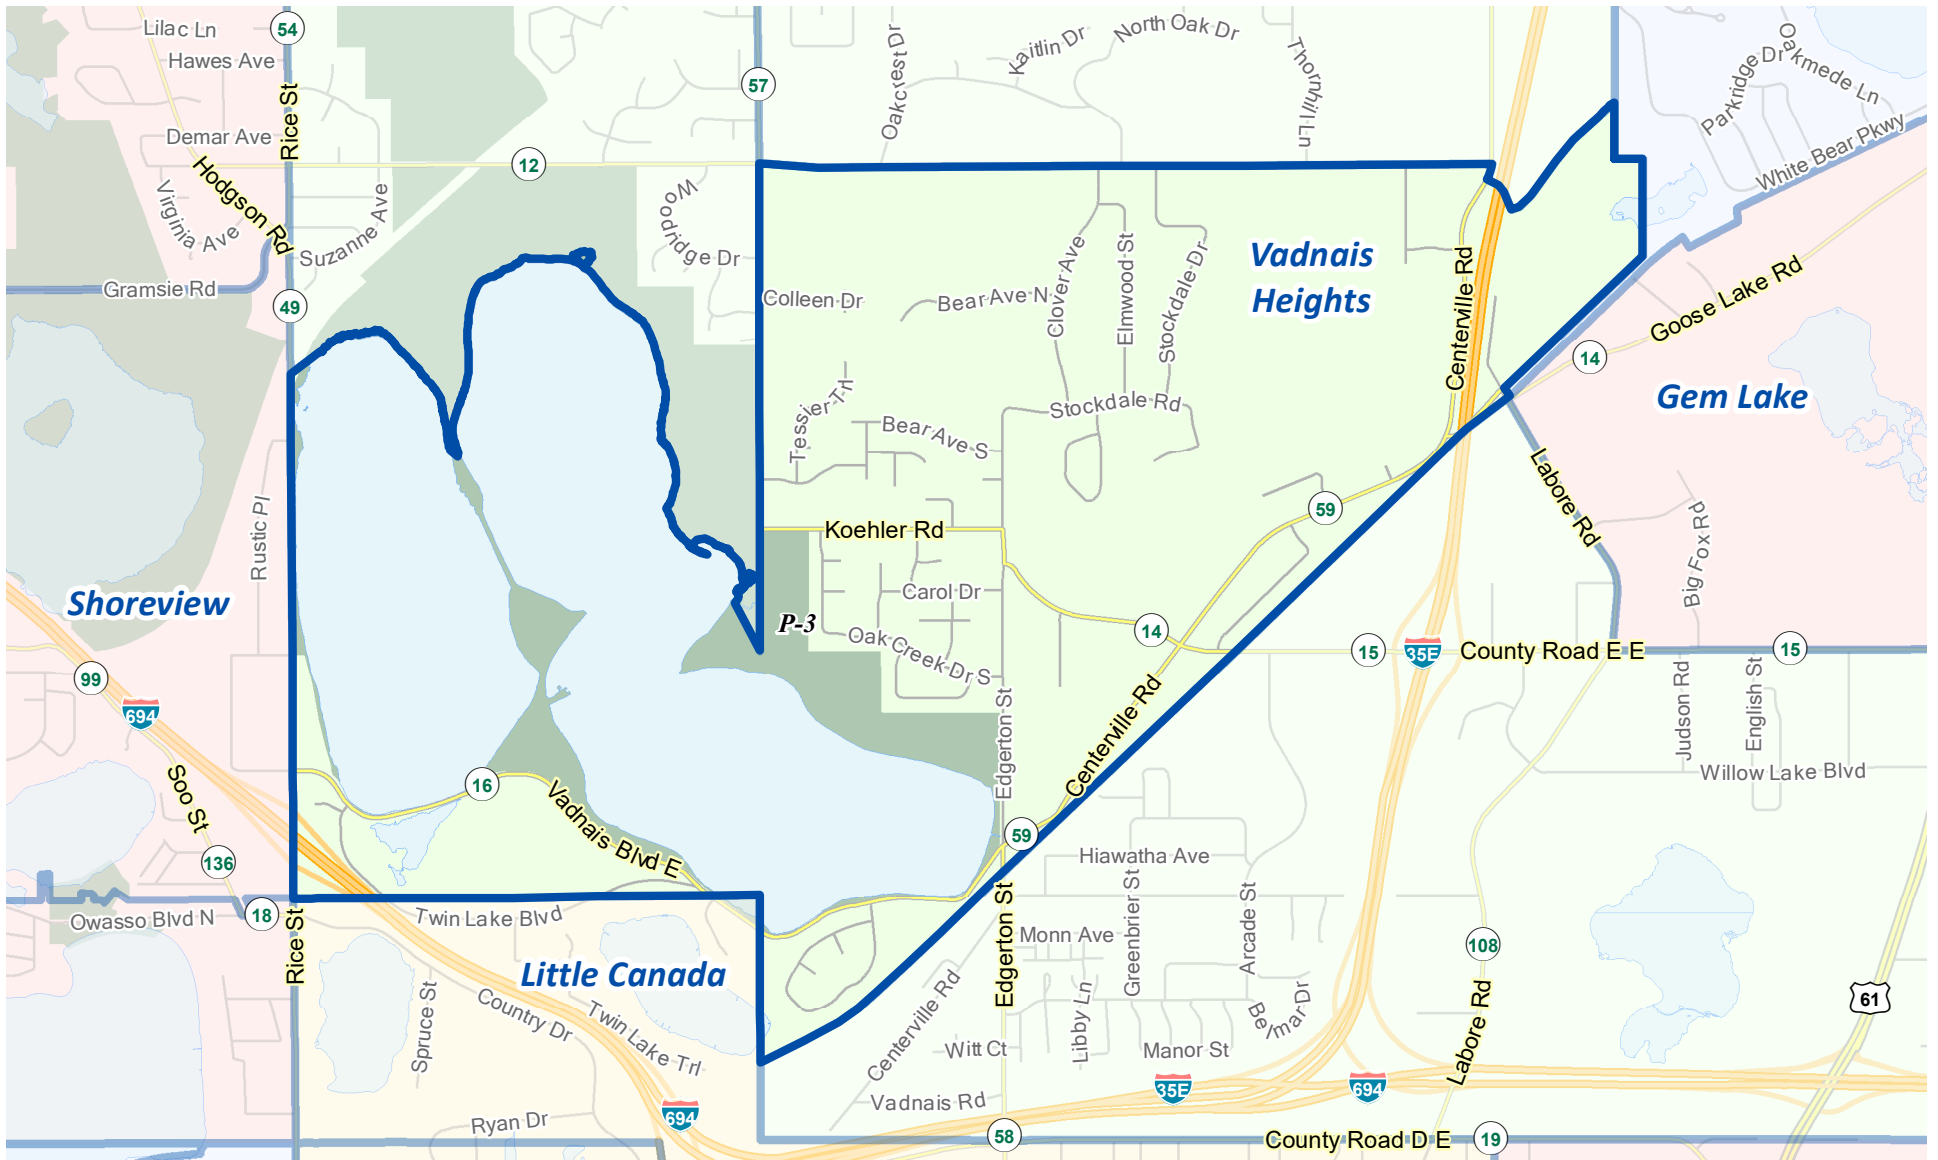 Lilac Ln
54
Hawes Ave
Rice St
57
Oakcrest Dr
Kaitlin Dr
North Oak Dr
Thornhill Ln
Parkridge Dr
Oakmede Ln
White Bear Pkwy
Demar Ave
Hodgson Rd
12
Virginia Ave
Suzanne Ave
Woodridge Dr
Gramsie Rd
49
Colleen Dr
Bear Ave N
Clover Ave
Elmwood St
Stockdale Dr
Vadnais
Heights
Centerville Rd
Goose Lake Rd
14
Gem Lake
Tessier Trl
Stockdale Rd
Bear Ave S
Labore Rd
59
Koehler Rd
Big Fox Rd
Rustic Pl
Shoreview
Carol Dr
P-3
14
Oak Creek Dr S
15
35E
County Road E E
15
99
694
Edgerton St
Centerville Rd
Judson Rd
English St
Willow Lake Blvd
Soo St
16
Vadnais Blvd E
59
136
Hiawatha Ave
Owasso Blvd N
18
Rice St
Twin Lake Blvd
Edgerton St
Greenbrier St
Arcade St
Monn Ave
108
Little Canada
Spruce St
Country Dr
Twin Lake Trl
Centerville Rd
Libby Ln
Belmar Dr
Labore Rd
61
Witt Ct
Manor St
35E
694
Vadnais Rd
694
Ryan Dr
58
County Road D E
19